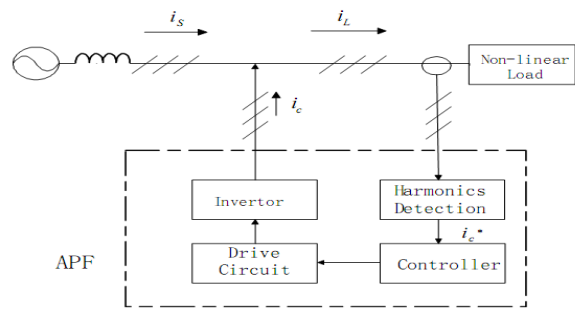 i_S
i_L
Non-linear
Load
i_c
Invertor
Harmonics
Detection
i_c*
APF
Drive
Circuit
Controller